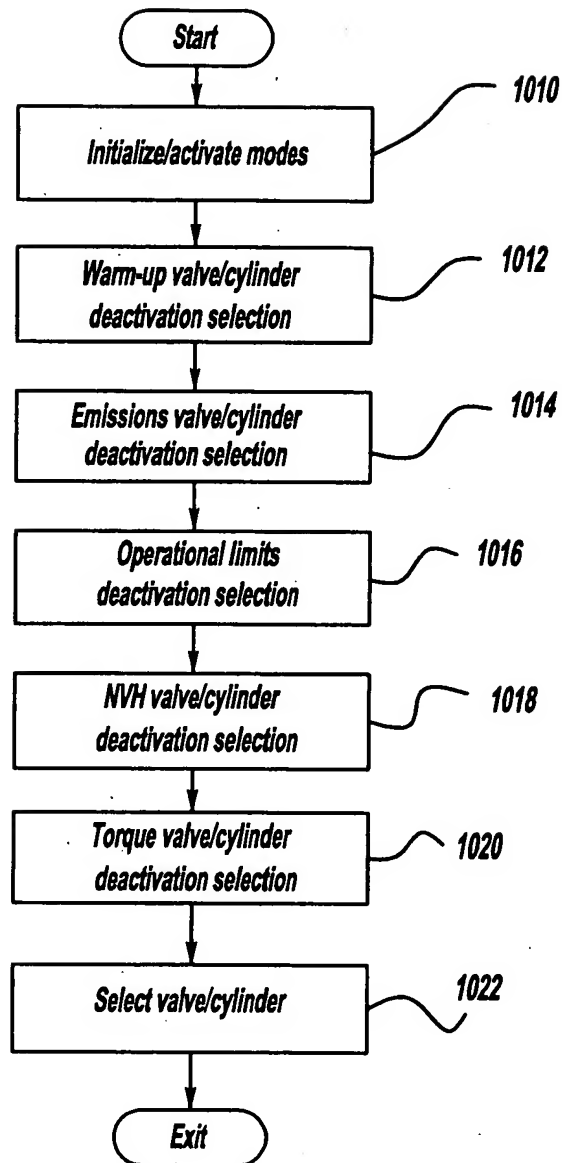 Start
1010
Initialize/activate modes
1012
Warm-up valve/cylinder
deactivation selection
1014
Emissions valve/cylinder
deactivation selection
1016
Operational limits
deactivation selection
1018
NVH valve/cylinder
deactivation selection
1020
Torque valve/cylinder
deactivation selection
1022
Select valve/cylinder
Exit